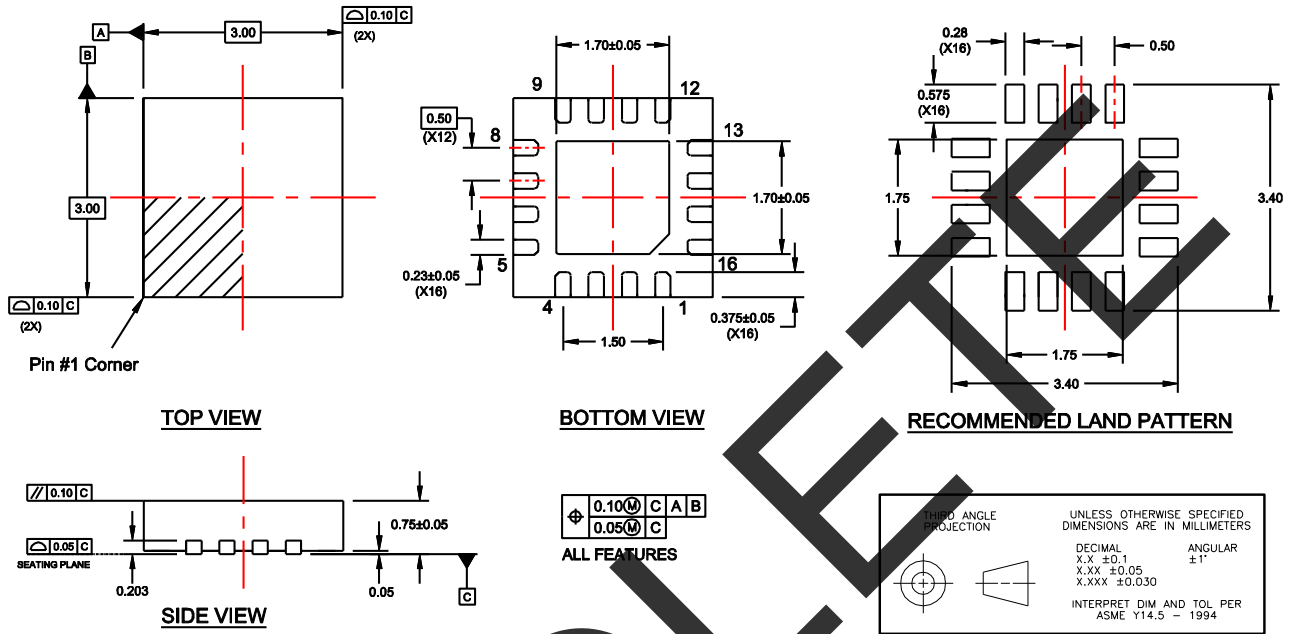 A
3.00
⌓ 0.10 C
(2X)
B
3.00
⌓ 0.10 C
(2X)
Pin #1 Corner
TOP VIEW
1.70±0.05
9
12
0.50
(X12)
8
13
1.70±0.05
5
16
0.23±0.05
(X16)
4
1
0.375±0.05
(X16)
1.50
BOTTOM VIEW
0.28
(X16)
0.50
0.575
(X16)
1.75
3.40
1.75
3.40
RECOMMENDED LAND PATTERN
// 0.10 C
0.75±0.05
⌓ 0.05 C
SEATING PLANE
0.203
0.05
C
SIDE VIEW
⌖ 0.10Ⓜ C A B
0.05Ⓜ C
ALL FEATURES
THIRD ANGLE
PROJECTION
UNLESS OTHERWISE SPECIFIED
DIMENSIONS ARE IN MILLIMETERS
DECIMAL ANGULAR
X.X ±0.1 ±1°
X.XX ±0.05
X.XXX ±0.030
INTERPRET DIM AND TOL PER
ASME Y14.5 – 1994